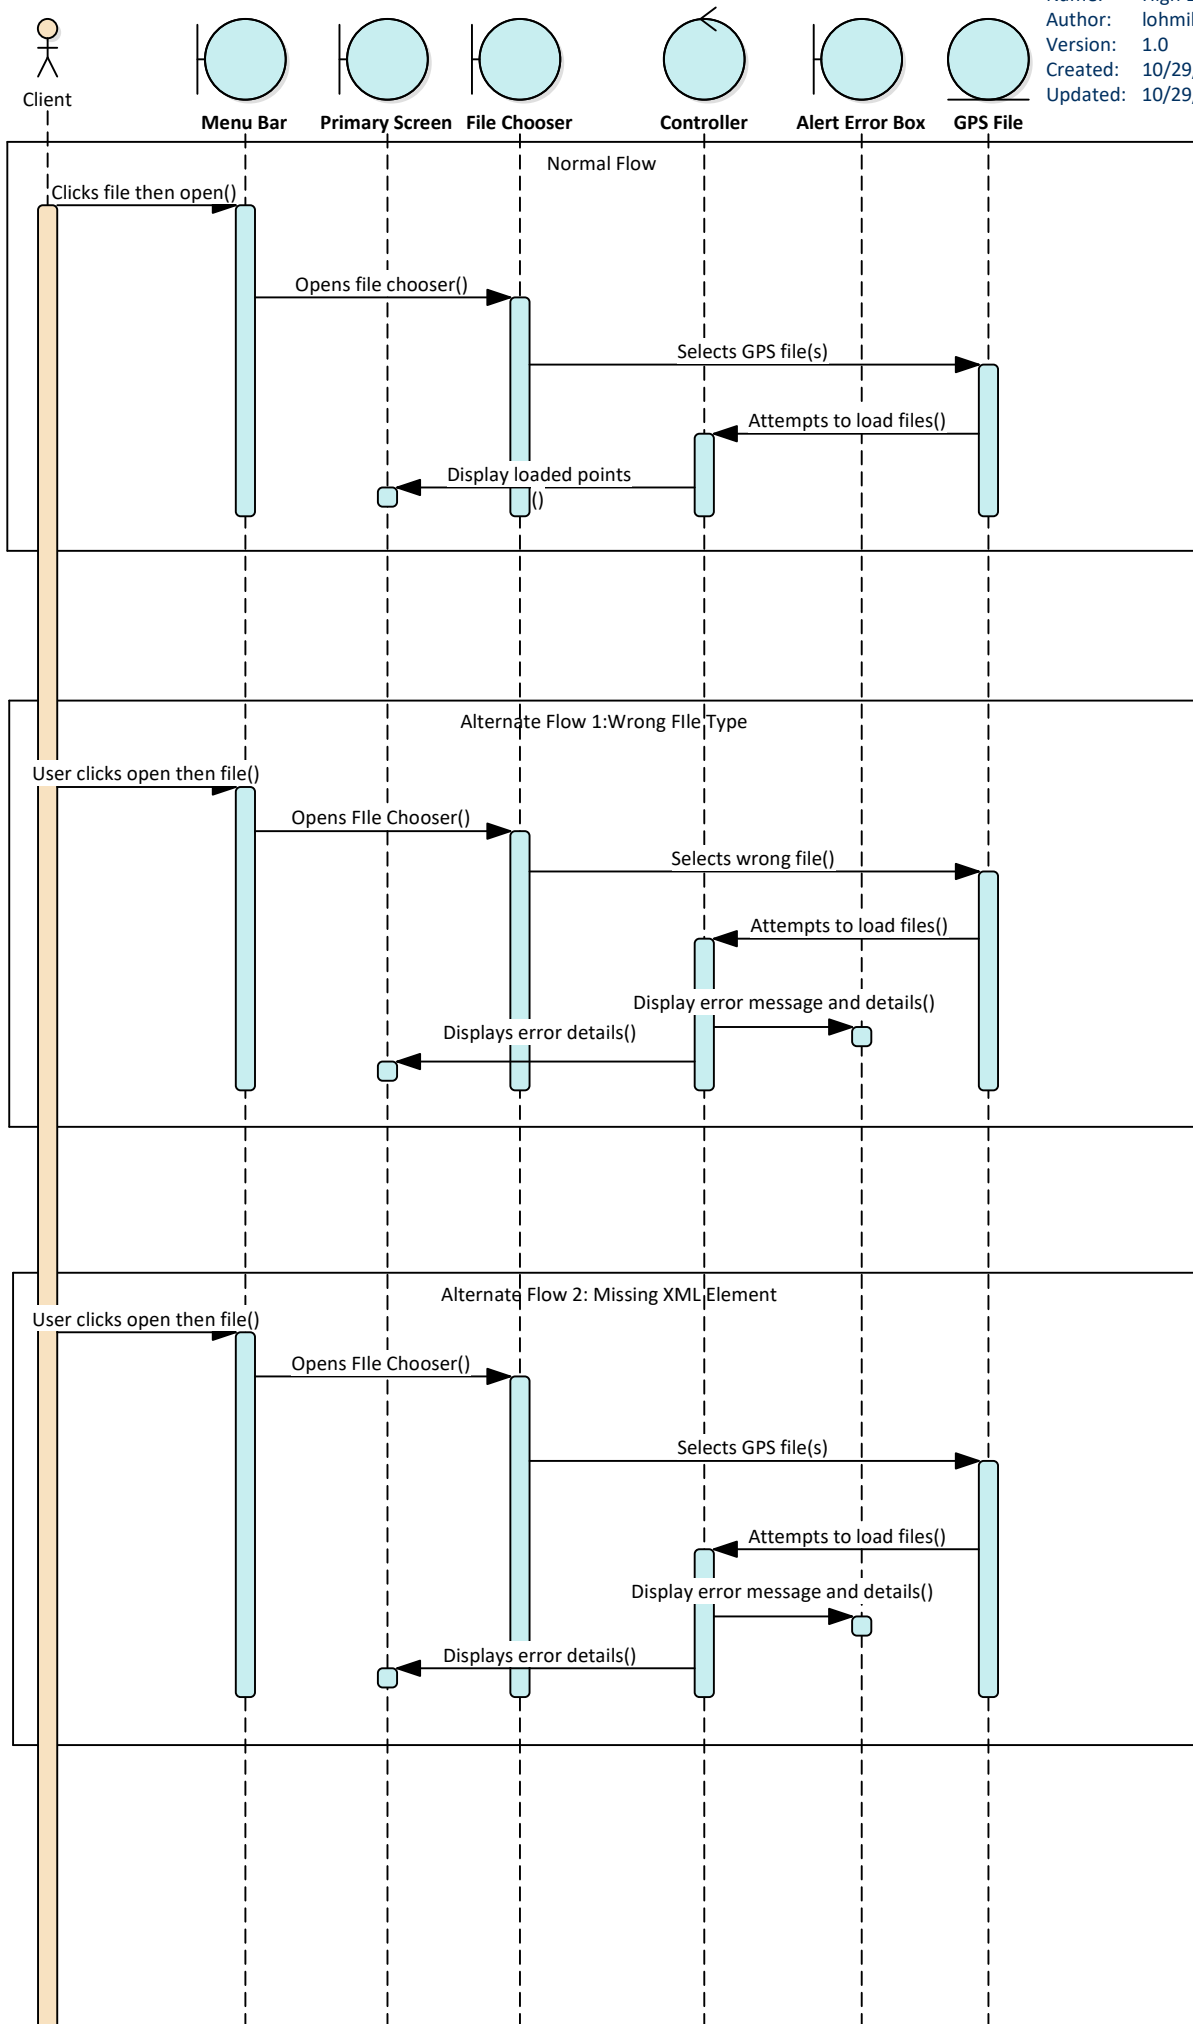 Author: lohmil
Version: 1.0
Created: 10/29,
Updated: 10/29,
Client
Menu Bar
Primary Screen
File Chooser
Controller
Alert Error Box
GPS File
Normal Flow
Clicks file then open()
Opens file chooser()
Selects GPS file(s)
Attempts to load files()
Display loaded points
()
Alternate Flow 1:Wrong FIle Type
User clicks open then file()
Opens FIle Chooser()
Selects wrong file()
Attempts to load files()
Display error message and details()
Displays error details()
Alternate Flow 2: Missing XML Element
User clicks open then file()
Opens FIle Chooser()
Selects GPS file(s)
Attempts to load files()
Display error message and details()
Displays error details()